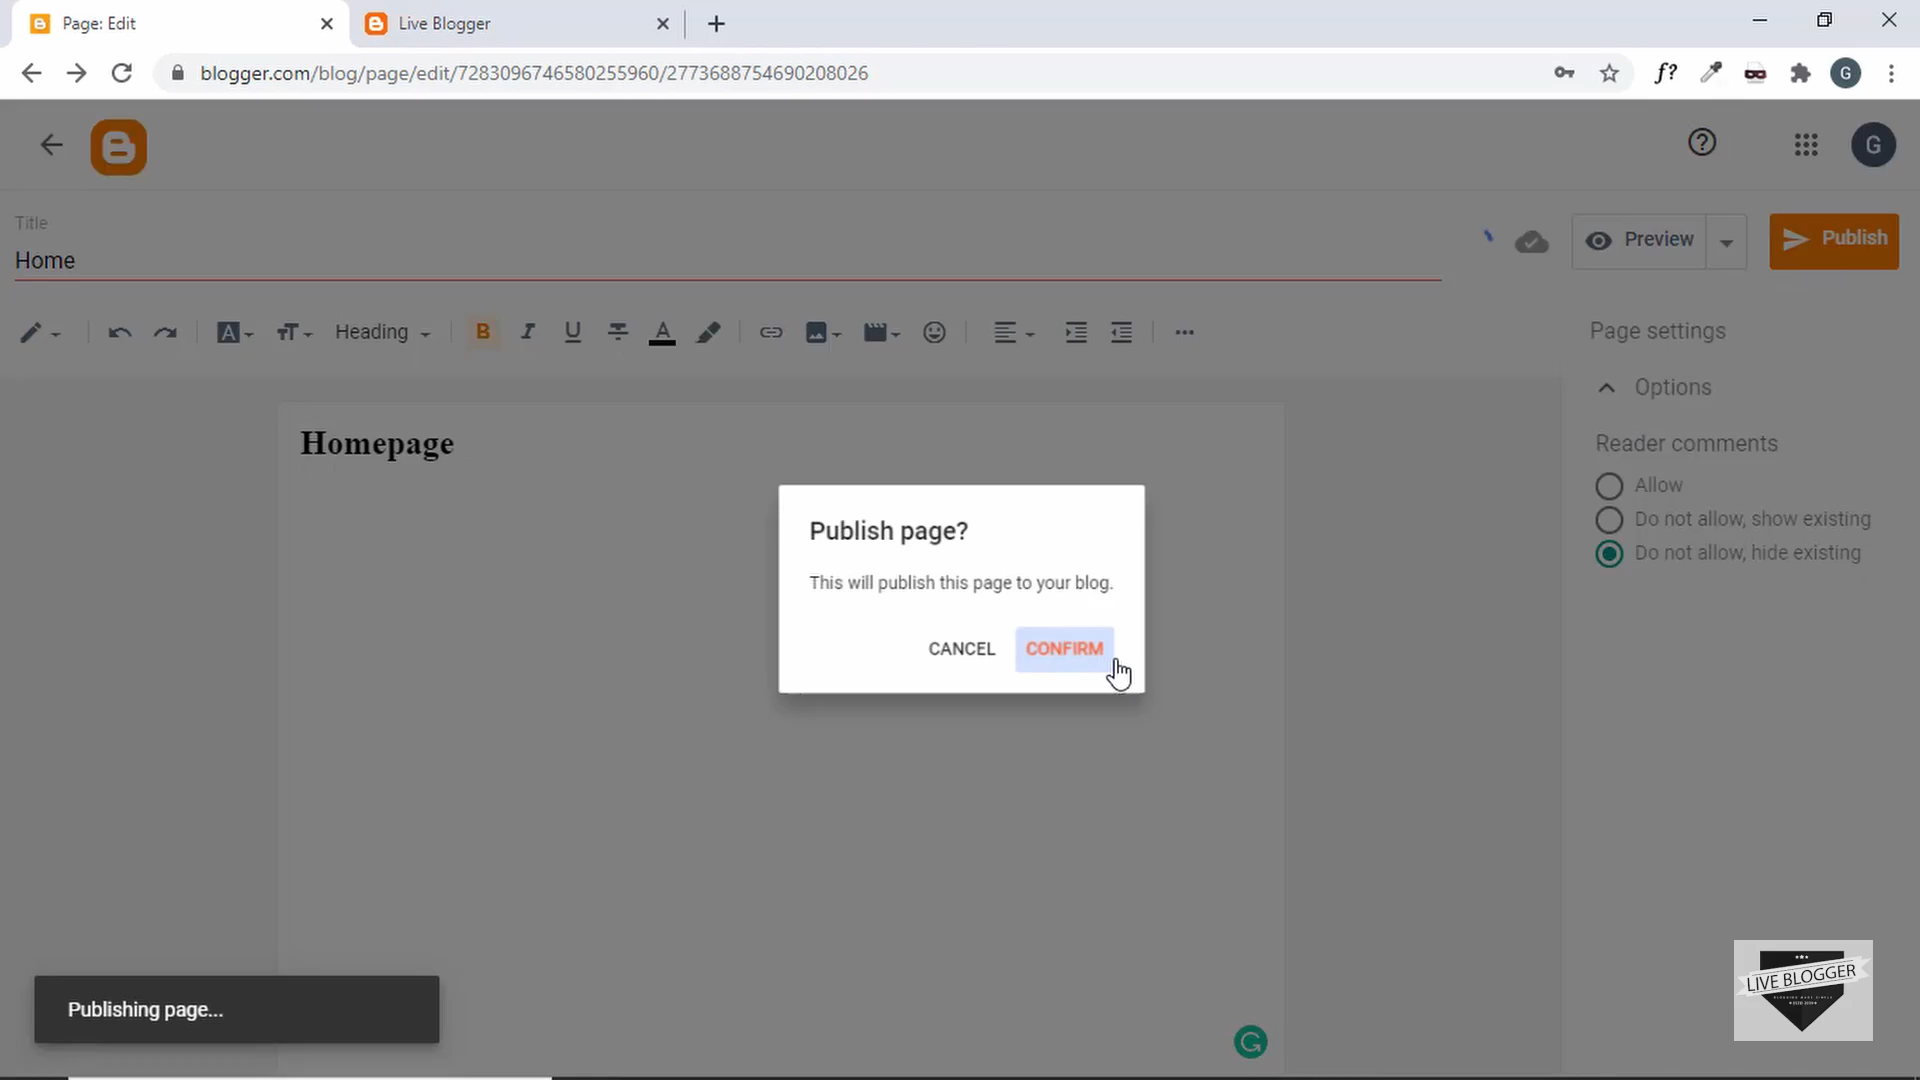 Page: Edit
Live Blogger
blogger.com/blog/page/edit/7283096746580255960/2773688754690208026
f?
G
G
Title
Home
Preview
Publish
Heading
B
Page settings
Options
Reader comments
Allow
Do not allow, show existing
Do not allow, hide existing
Homepage
Publish page?
This will publish this page to your blog.
CANCEL
CONFIRM
Publishing page...
LIVE BLOGGER